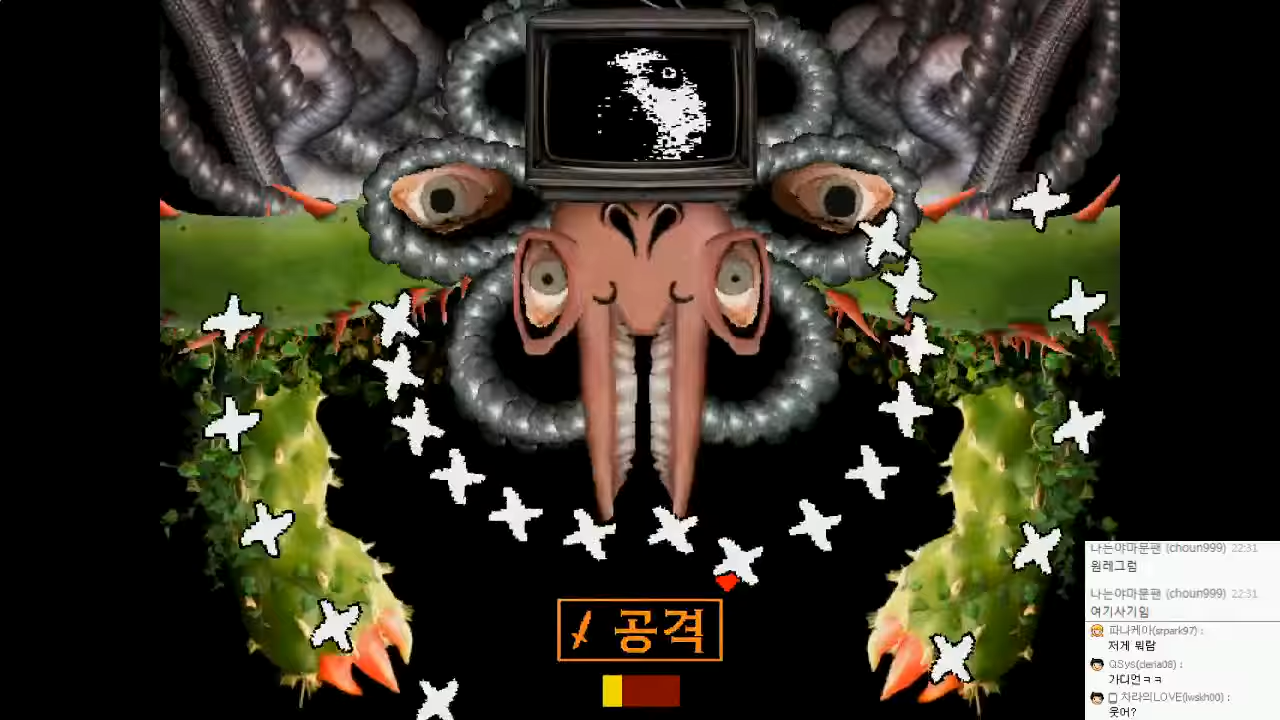 공격
나는야마문팬 (choun999) 22:31
원레그럼
나는야마문팬 (choun999) 22:31
여기사기임
파나케아(srpark97) :
저게 뭐람
QSys(deria08) :
가디언ㅋㅋ
차라의LOVE(lwskh00) :
웃어?